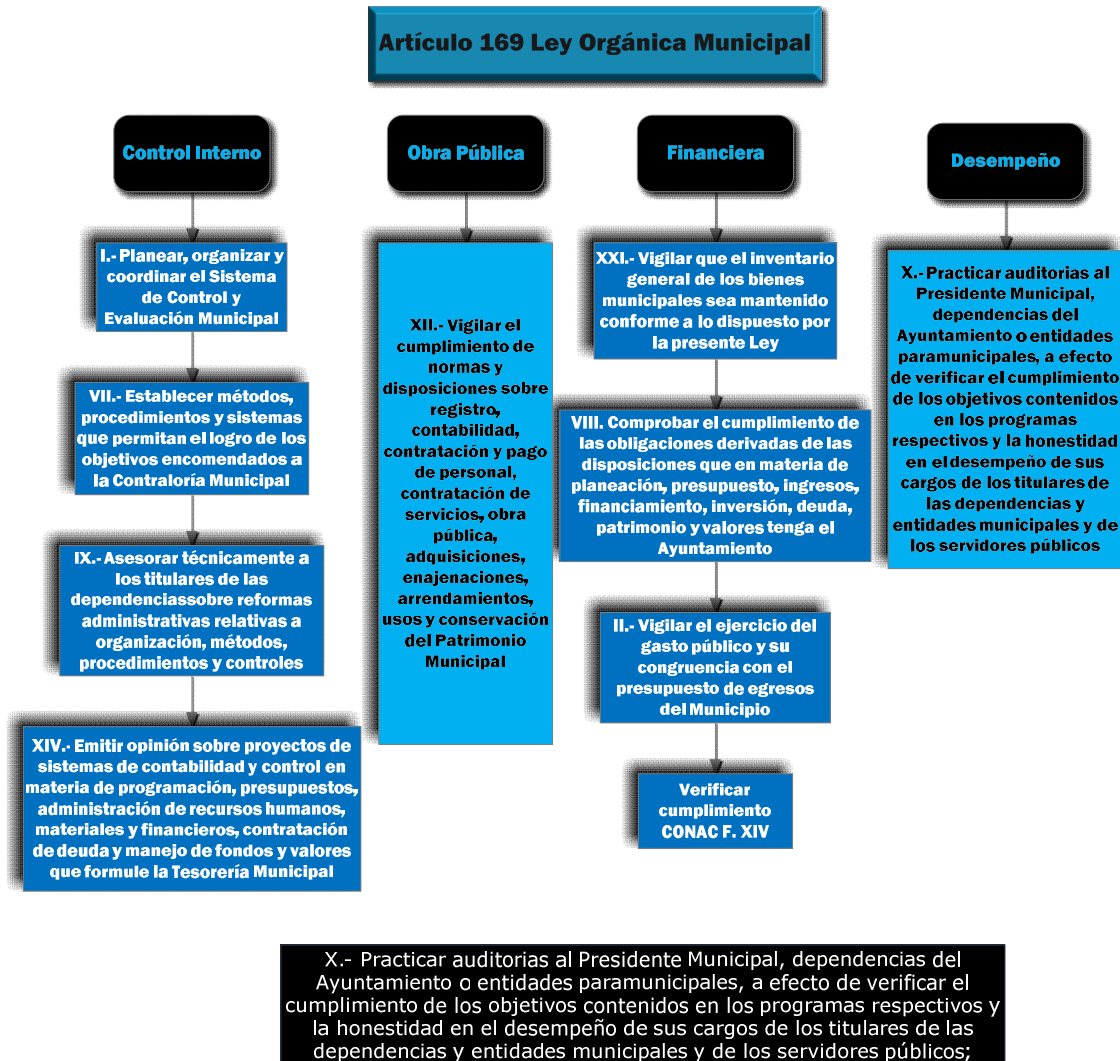 Artículo 169 Ley Orgánica Municipal
Control Interno
I.- Planear, organizar y
coordinar el Sistema
de Control y
Evaluación Municipal
VII.- Establecer métodos,
procedimientos y sistemas
que permitan el logro de los
objetivos encomendados a
la Contraloría Municipal
IX.- Asesorar técnicamente a
los titulares de las
dependenciassobre reformas
administrativas relativas a
organización, métodos,
procedimientos y controles
XIV.- Emitir opinión sobre proyectos de
sistemas de contabilidad y control en
materia de programación, presupuestos,
administración de recursos humanos,
materiales y financieros, contratación
de deuda y manejo de fondos y valores
que formule la Tesorería Municipal
Obra Pública
XII.- Vigilar el
cumplimiento de
normas y
disposiciones sobre
registro,
contabilidad,
contratación y pago
de personal,
contratación de
servicios, obra
pública,
adquisiciones,
enajenaciones,
arrendamientos,
usos y conservación
del Patrimonio
Municipal
Financiera
XXI.- Vigilar que el inventario
general de los bienes
municipales sea mantenido
conforme a lo dispuesto por
la presente Ley
VIII. Comprobar el cumplimiento de
las obligaciones derivadas de las
disposiciones que en materia de
planeación, presupuesto, ingresos,
financiamiento, inversión, deuda,
patrimonio y valores tenga el
Ayuntamiento
II.- Vigilar el ejercicio del
gasto público y su
congruencia con el
presupuesto de egresos
del Municipio
Verificar
cumplimiento
CONAC F. XIV
Desempeño
X.- Practicar auditorias al
Presidente Municipal,
dependencias del
Ayuntamiento o entidades
paramunicipales, a efecto
de verificar el cumplimiento
de los objetivos contenidos
en los programas
respectivos y la honestidad
en el desempeño de sus
cargos de los titulares de
las dependencias y
entidades municipales y de
los servidores públicos
X.- Practicar auditorias al Presidente Municipal, dependencias del
Ayuntamiento o entidades paramunicipales, a efecto de verificar el
cumplimiento de los objetivos contenidos en los programas respectivos y
la honestidad en el desempeño de sus cargos de los titulares de las
dependencias y entidades municipales y de los servidores públicos;